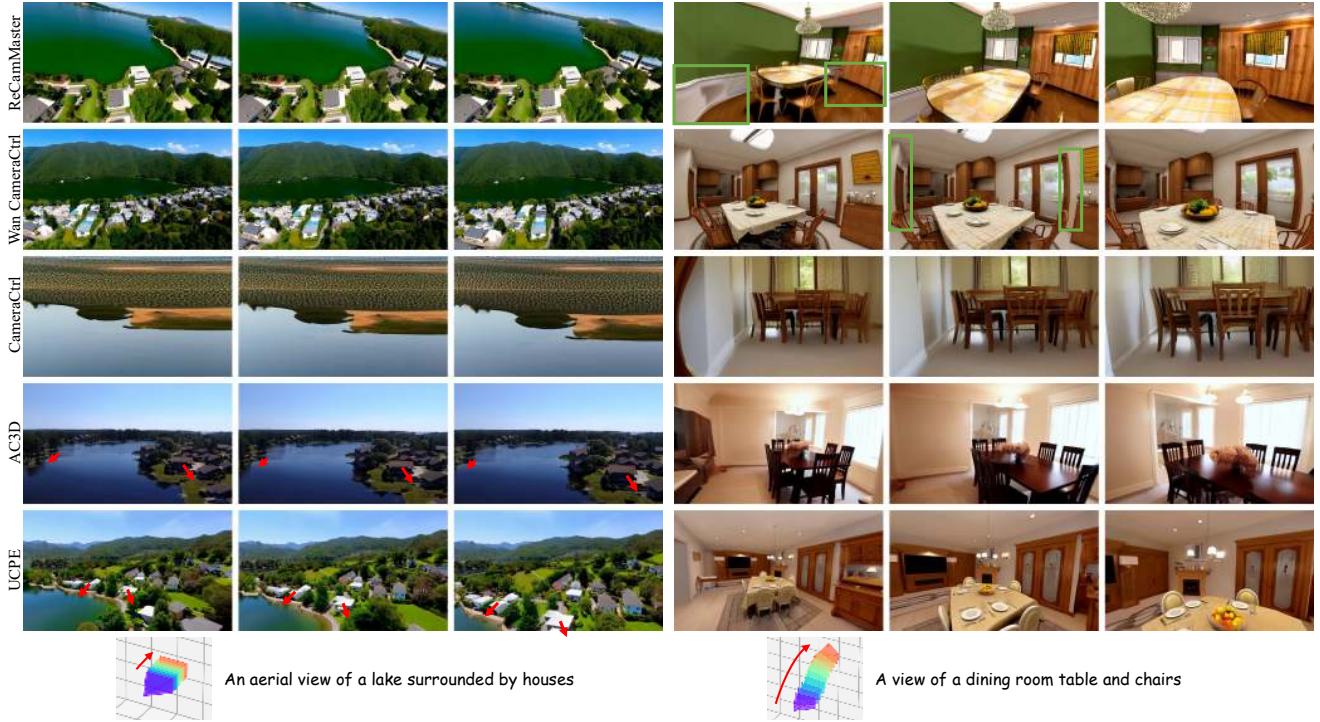 ReCamMaster
Wan CameraCtrl
CameraCtrl
AC3D
UCPE
An aerial view of a lake surrounded by houses
A view of a dining room table and chairs